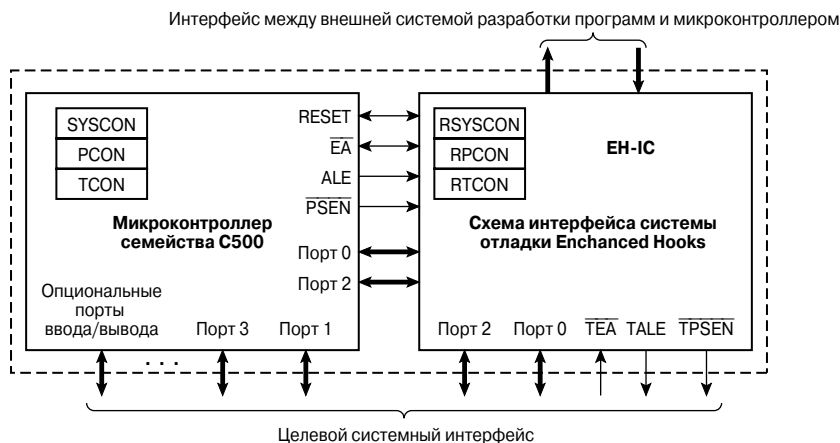 Интерфейс между внешней системой разработки программ и микроконтроллером
SYSCON
PCON
TCON
RESET
EA
ALE
PSEN
Микроконтроллер
семейства C500
Порт 0
Порт 2
Опциональные
порты
ввода/вывода
Порт 3
Порт 1
. . .
RSYSCON
RPCON
RTCON
EH-IC
Схема интерфейса системы
отладки Enchanced Hooks
Порт 2
Порт 0
TEA
TALE
TPSEN
Целевой системный интерфейс